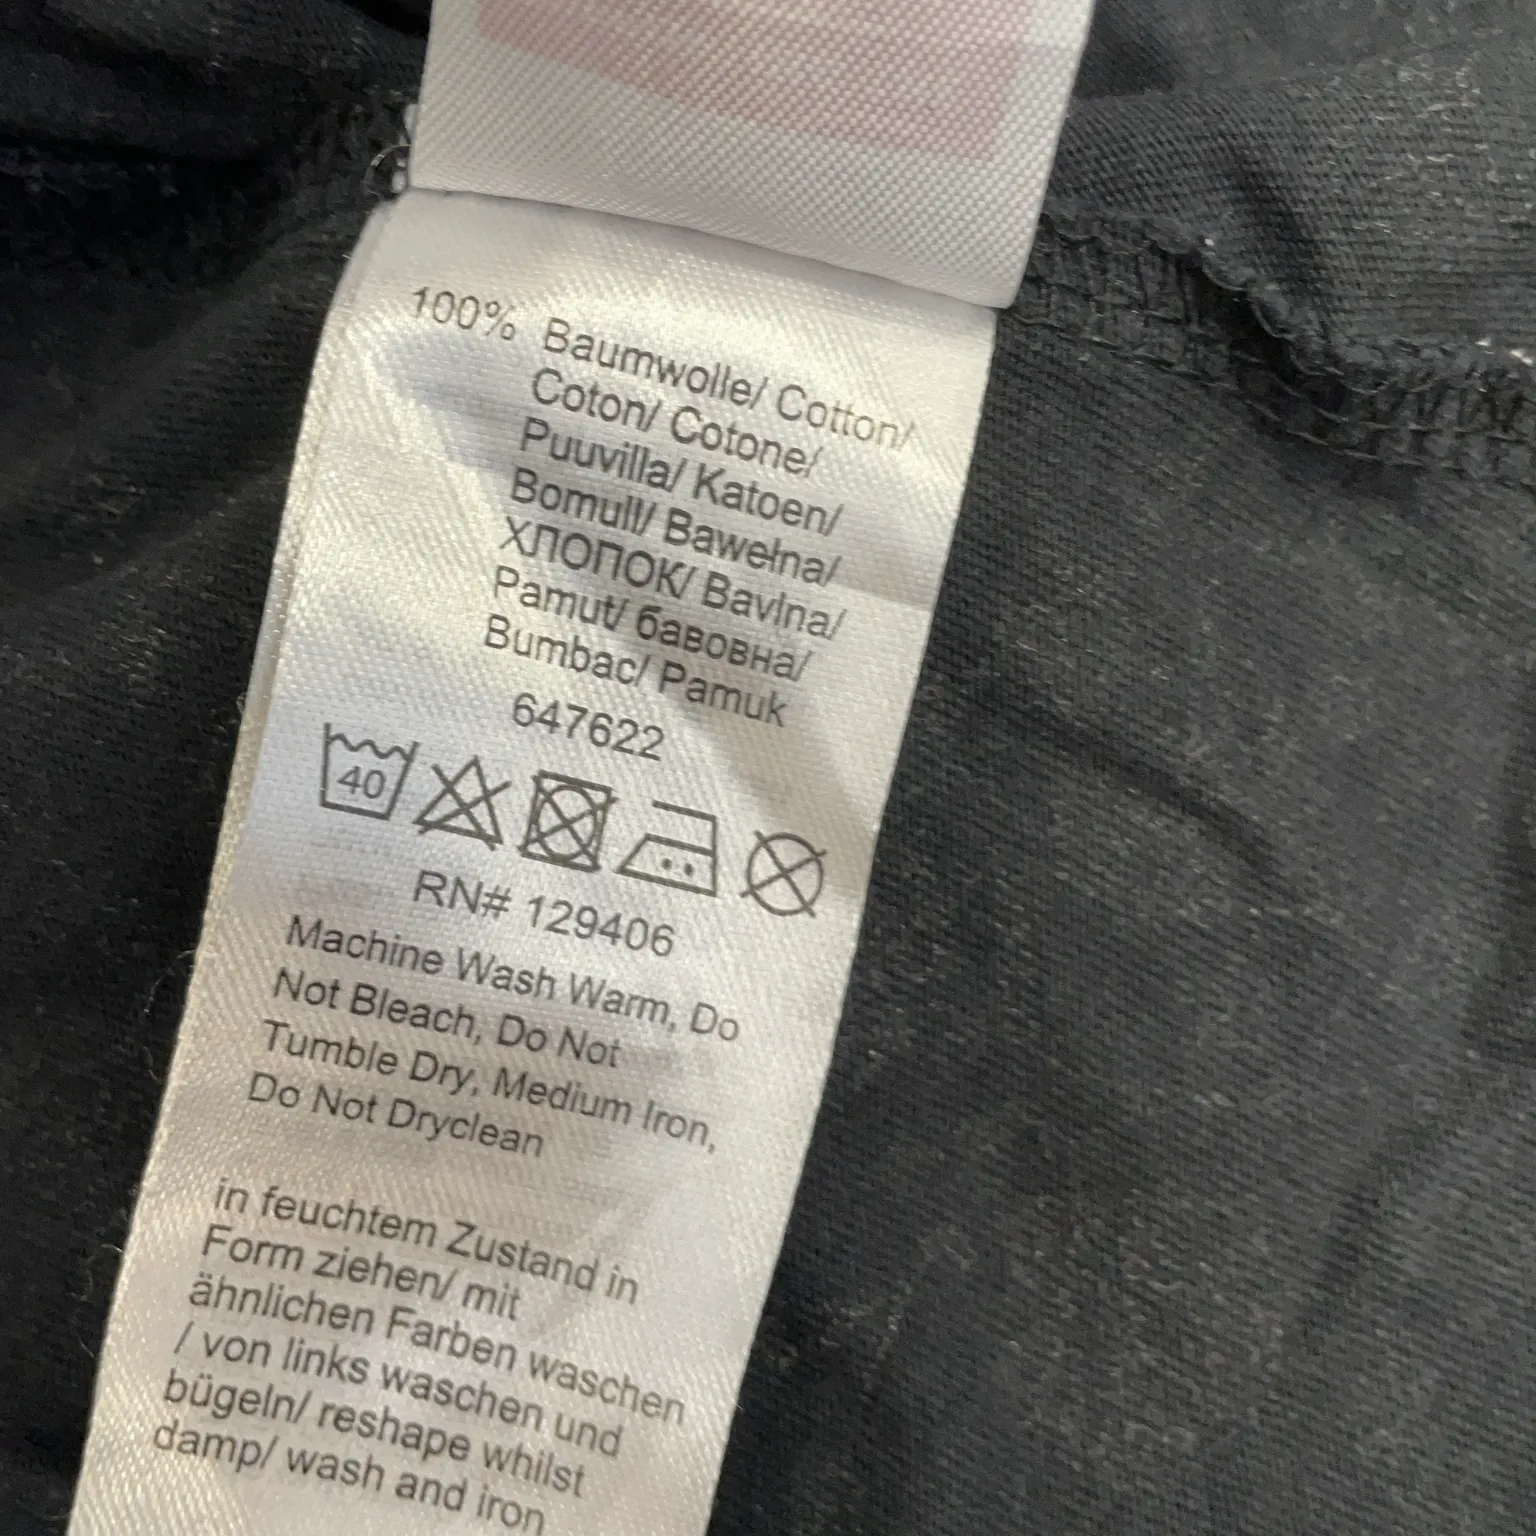 100% Baumwolle/ Cotton/
Coton/ Cotone/
Puuvilla/ Katoen/
Bomull/ Bawełna/
ХЛОПОК/ Bavlna/
Pamut/ бавовна/
Bumbac/ Pamuk
647622
40
RN# 129406
Machine Wash Warm, Do
Not Bleach, Do Not
Tumble Dry, Medium Iron,
Do Not Dryclean
in feuchtem Zustand in
Form ziehen/ mit
ähnlichen Farben waschen
/ von links waschen und
bügeln/ reshape whilst
damp/ wash and iron